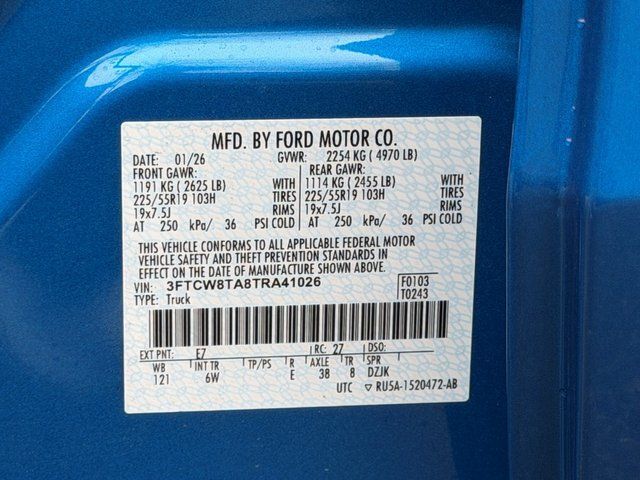 MFD. BY FORD MOTOR CO.
DATE: 01/26 GVWR: 2254 KG ( 4970 LB)
FRONT GAWR: REAR GAWR:
1191 KG ( 2625 LB) WITH 1114 KG ( 2455 LB) WITH
225/55R19 103H TIRES 225/55R19 103H TIRES
19x7.5J RIMS 19x7.5J RIMS
AT 250 kPa/ 36 PSI COLD AT 250 kPa/ 36 PSI COLD
THIS VEHICLE CONFORMS TO ALL APPLICABLE FEDERAL MOTOR
VEHICLE SAFETY AND THEFT PREVENTION STANDARDS IN
EFFECT ON THE DATE OF MANUFACTURE SHOWN ABOVE.
VIN: 3FTCW8TA8TRA41026 F0103
TYPE: Truck T0243
EXT PNT: E7 RC: 27 DSO:
WB INT TR TP/PS R AXLE TR SPR
121 6W E 38 8 DZJK
UTC ▽ RU5A-1520472-AB